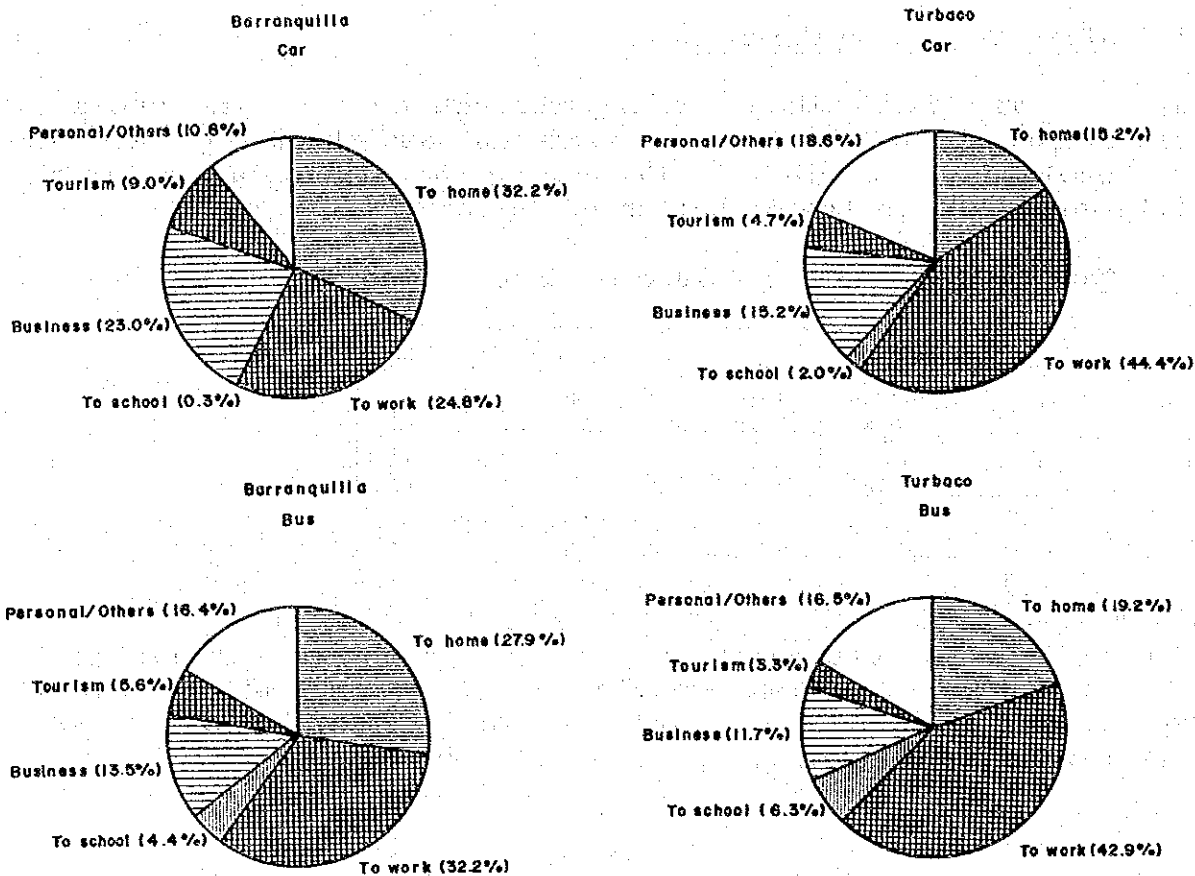 Barranquilla
Car
Personal/Others (10.8%)
Tourism (9.0%)
To home (32.2%)
Business (23.0%)
To school (0.3%)
To work (24.8%)
Turbaco
Car
Personal/Others (18.6%)
To home (15.2%)
Tourism (4.7%)
Business (15.2%)
To school (2.0%)
To work (44.4%)
Barranquilla
Bus
Personal/Others (16.4%)
To home (27.9%)
Tourism (5.6%)
Business (13.5%)
To school (4.4%)
To work (32.2%)
Turbaco
Bus
Personal/Others (16.5%)
To home (19.2%)
Tourism (3.3%)
Business (11.7%)
To school (6.3%)
To work (42.9%)